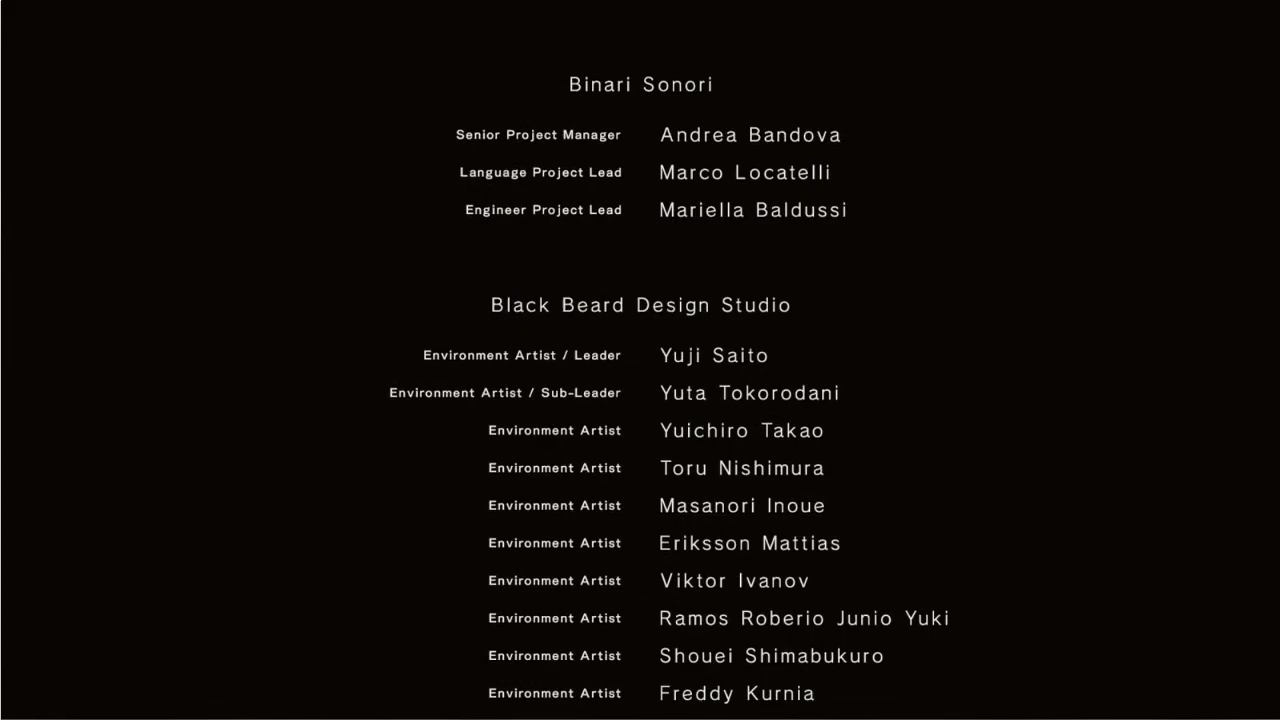 Binari Sonori
Senior Project Manager Andrea Bandova
Language Project Lead Marco Locatelli
Engineer Project Lead Mariella Baldussi
Black Beard Design Studio
Environment Artist / Leader Yuji Saito
Environment Artist / Sub-Leader Yuta Tokorodani
Environment Artist Yuichiro Takao
Environment Artist Toru Nishimura
Environment Artist Masanori Inoue
Environment Artist Eriksson Mattias
Environment Artist Viktor Ivanov
Environment Artist Ramos Roberio Junio Yuki
Environment Artist Shouei Shimabukuro
Environment Artist Freddy Kurnia